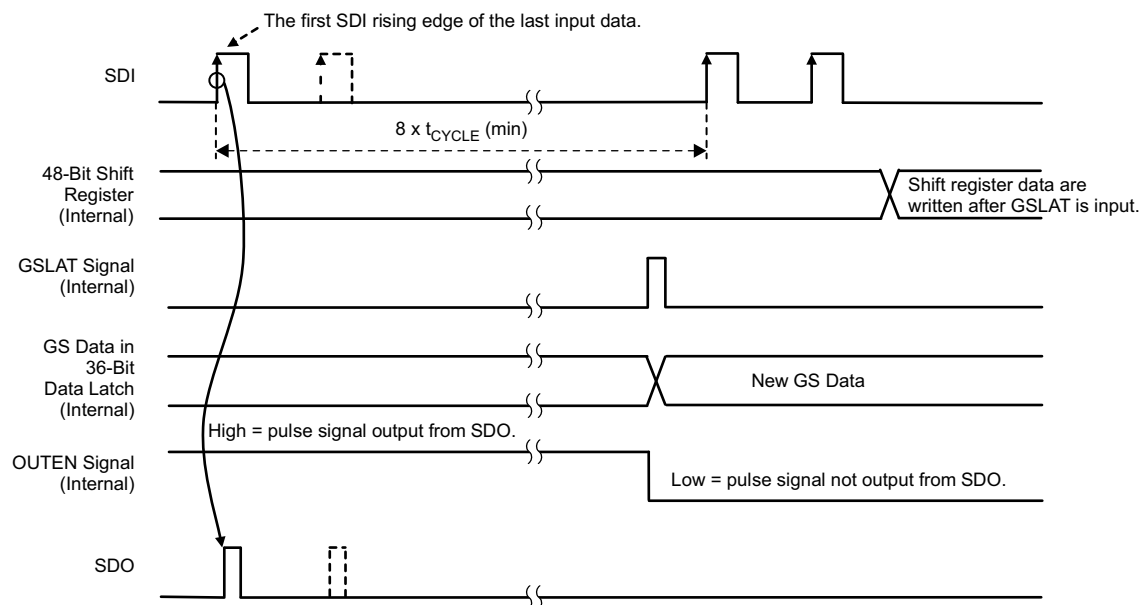 The first SDI rising edge of the last input data.
SDI
8 x tCYCLE (min)
48-Bit Shift
Register
(Internal)
Shift register data are
written after GSLAT is input.
GSLAT Signal
(Internal)
GS Data in
36-Bit
Data Latch
(Internal)
New GS Data
High = pulse signal output from SDO.
OUTEN Signal
(Internal)
Low = pulse signal not output from SDO.
SDO